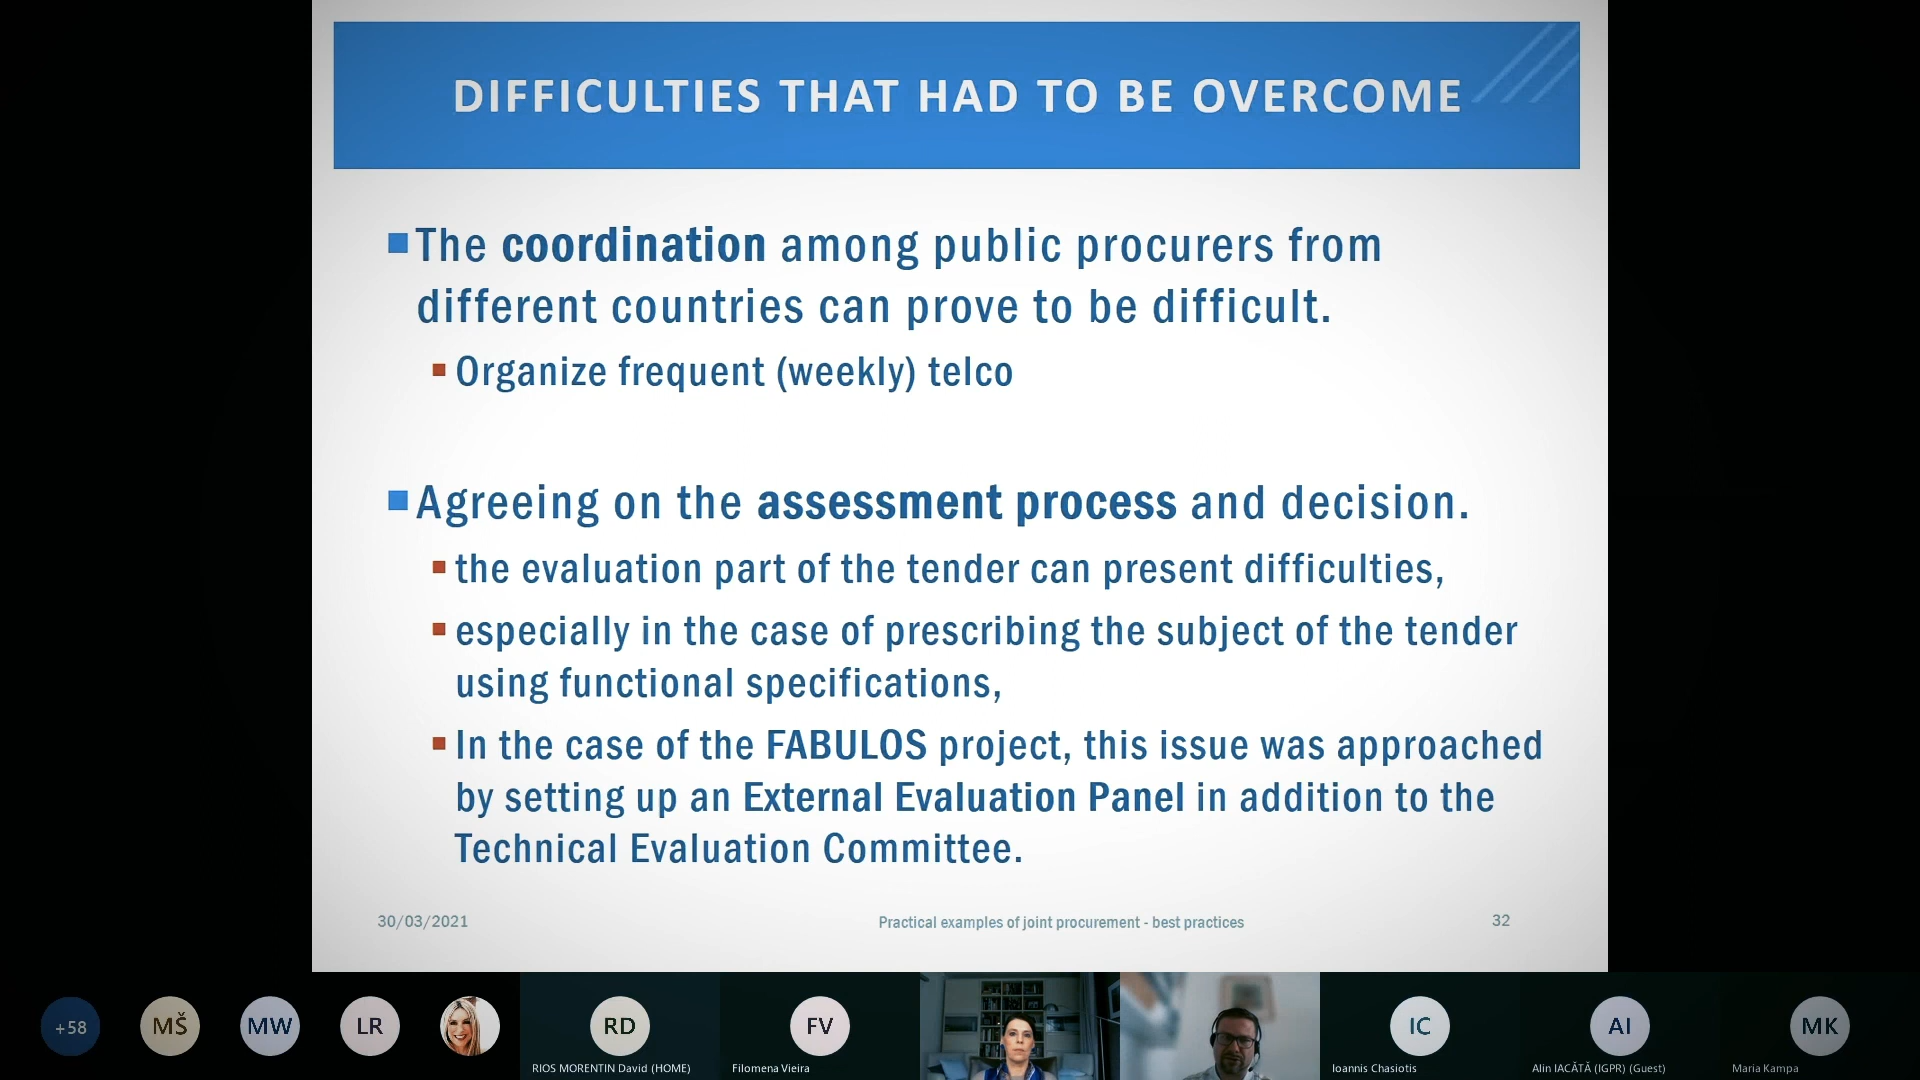 DIFFICULTIES THAT HAD TO BE OVERCOME
The coordination among public procurers from
different countries can prove to be difficult.
Organize frequent (weekly) telco
Agreeing on the assessment process and decision.
the evaluation part of the tender can present difficulties,
especially in the case of prescribing the subject of the tender
using functional specifications,
In the case of the FABULOS project, this issue was approached
by setting up an External Evaluation Panel in addition to the
Technical Evaluation Committee.
30/03/2021
Practical examples of joint procurement - best practices
32
+58
MŠ
MW
LR
RD
RIOS MORENTIN David (HOME)
FV
Filomena Vieira
IC
Ioannis Chasiotis
AI
Alin IACĂTĂ (IGPR) (Guest)
MK
Maria Kampa